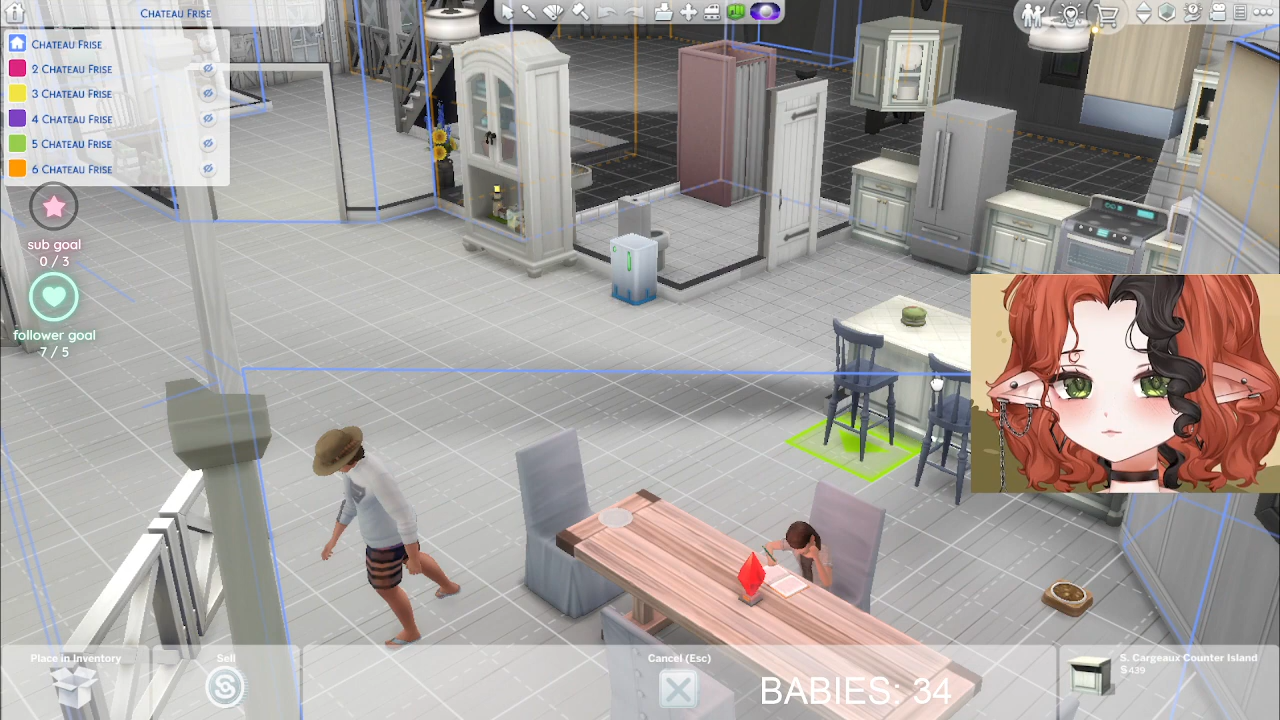 CHATEAU FRISE
CHATEAU FRISE
2 CHATEAU FRISE
3 CHATEAU FRISE
4 CHATEAU FRISE
5 CHATEAU FRISE
6 CHATEAU FRISE
sub goal
0 / 3
follower goal
7 / 5
Place in Inventory
Sell
Cancel (Esc)
S. Cargeaux Counter Island
§439
BABIES: 34